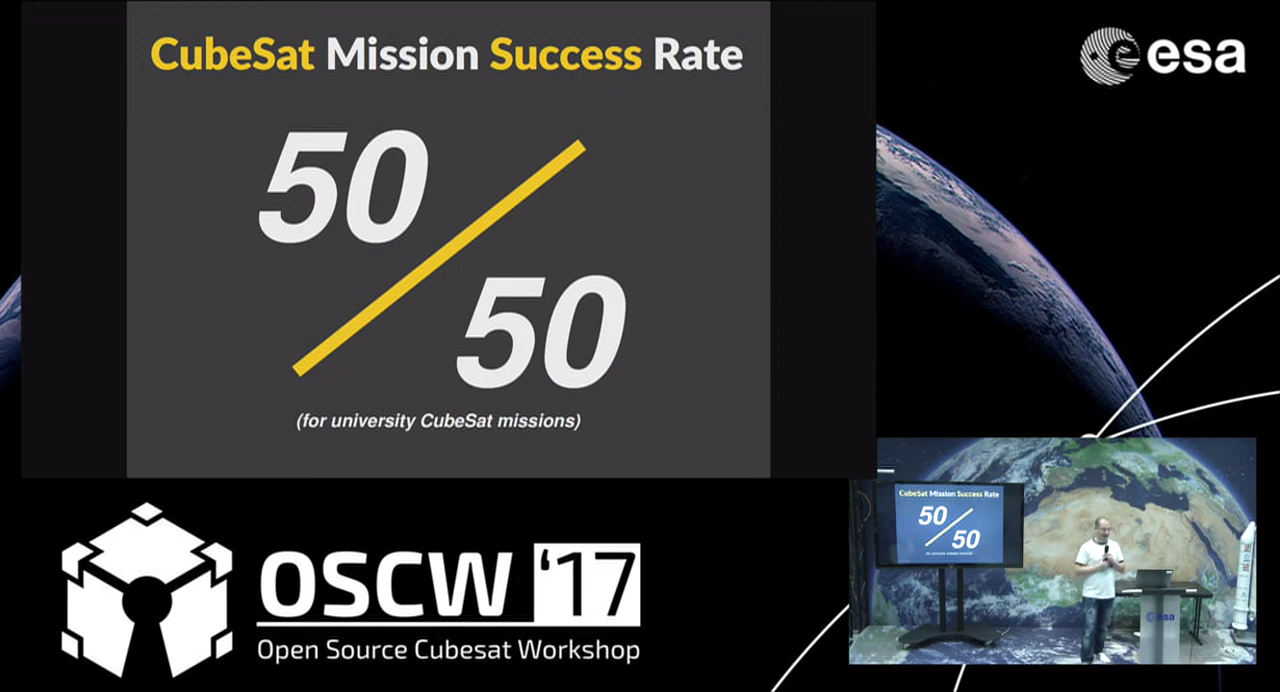 CubeSat Mission Success Rate
50
50
(for university CubeSat missions)
esa
OSCW '17
Open Source Cubesat Workshop
CubeSat Mission Success Rate
50
50
esa